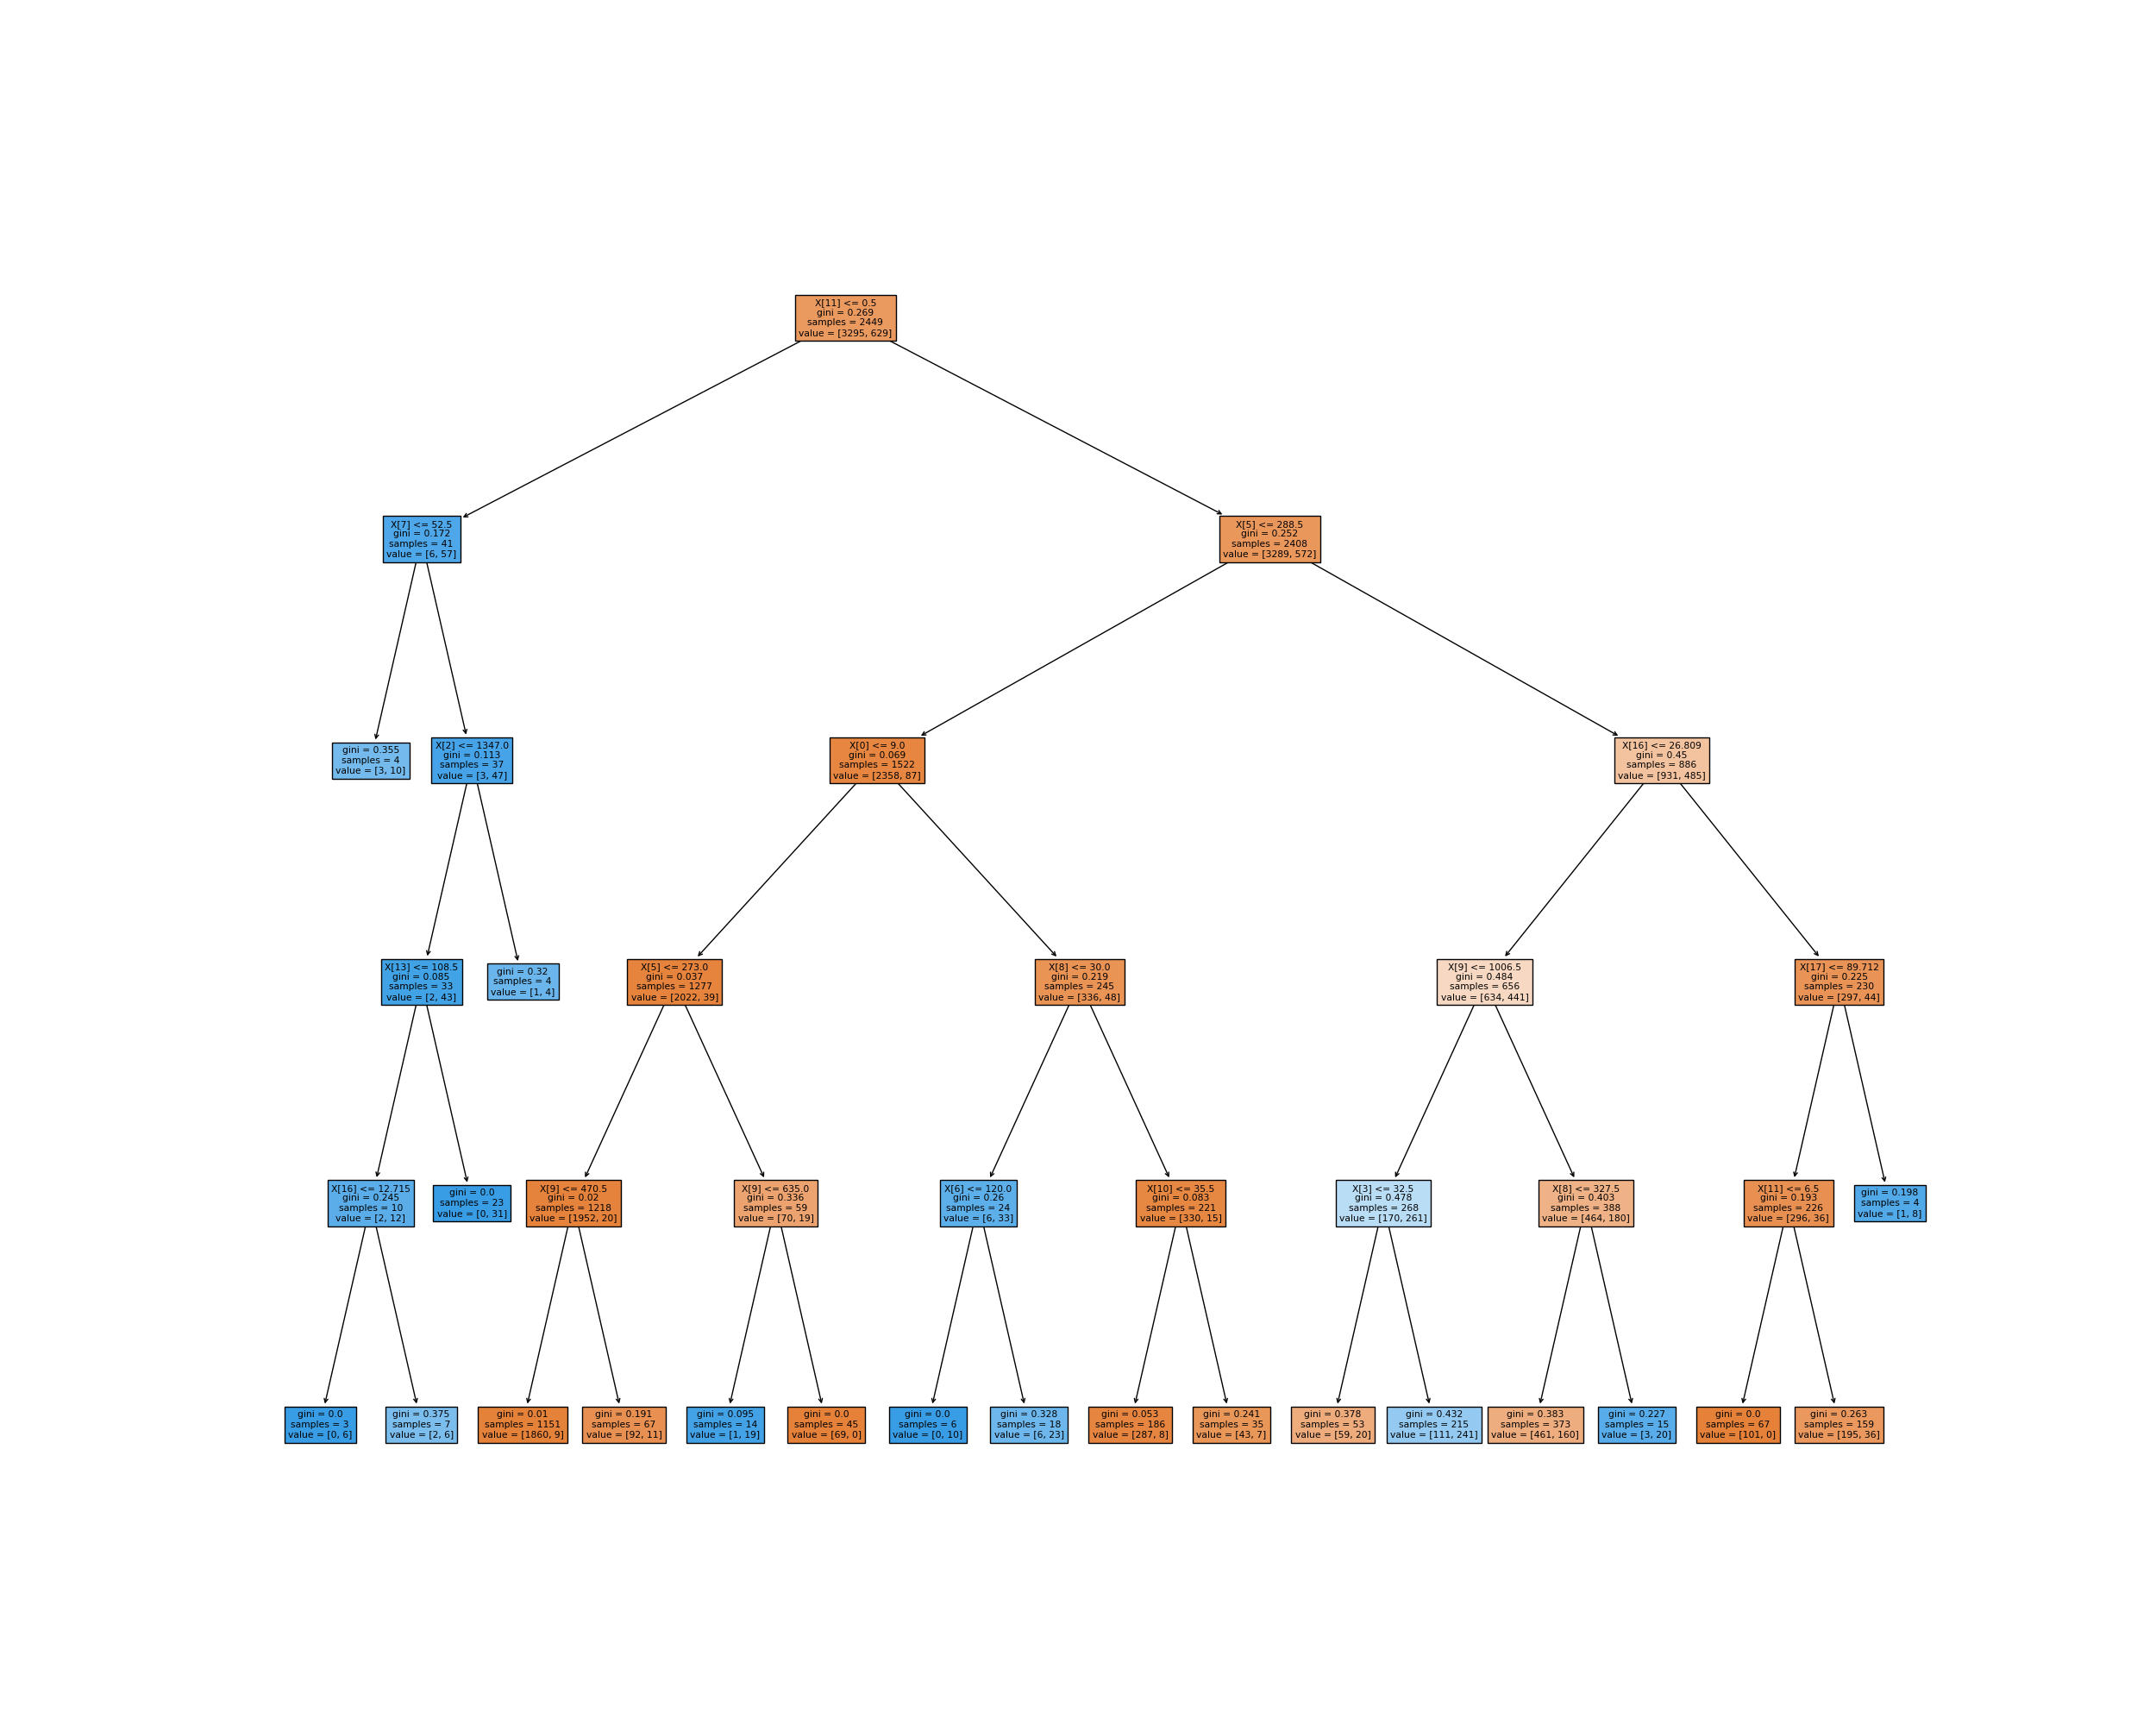 X[11] <= 0.5
gini = 0.269
samples = 2449
value = [3295, 629]
X[7] <= 52.5
gini = 0.172
samples = 41
value = [6, 57]
X[5] <= 288.5
gini = 0.252
samples = 2408
value = [3289, 572]
gini = 0.355
samples = 4
value = [3, 10]
X[2] <= 1347.0
gini = 0.113
samples = 37
value = [3, 47]
X[0] <= 9.0
gini = 0.069
samples = 1522
value = [2358, 87]
X[16] <= 26.809
gini = 0.45
samples = 886
value = [931, 485]
X[13] <= 108.5
gini = 0.085
samples = 33
value = [2, 43]
gini = 0.32
samples = 4
value = [1, 4]
X[5] <= 273.0
gini = 0.037
samples = 1277
value = [2022, 39]
X[8] <= 30.0
gini = 0.219
samples = 245
value = [336, 48]
X[9] <= 1006.5
gini = 0.484
samples = 656
value = [634, 441]
X[17] <= 89.712
gini = 0.225
samples = 230
value = [297, 44]
X[16] <= 12.715
gini = 0.245
samples = 10
value = [2, 12]
gini = 0.0
samples = 23
value = [0, 31]
X[9] <= 470.5
gini = 0.02
samples = 1218
value = [1952, 20]
X[9] <= 635.0
gini = 0.336
samples = 59
value = [70, 19]
X[6] <= 120.0
gini = 0.26
samples = 24
value = [6, 33]
X[10] <= 35.5
gini = 0.083
samples = 221
value = [330, 15]
X[3] <= 32.5
gini = 0.478
samples = 268
value = [170, 261]
X[8] <= 327.5
gini = 0.403
samples = 388
value = [464, 180]
X[11] <= 6.5
gini = 0.193
samples = 226
value = [296, 36]
gini = 0.198
samples = 4
value = [1, 8]
gini = 0.0
samples = 3
value = [0, 6]
gini = 0.375
samples = 7
value = [2, 6]
gini = 0.01
samples = 1151
value = [1860, 9]
gini = 0.191
samples = 67
value = [92, 11]
gini = 0.095
samples = 14
value = [1, 19]
gini = 0.0
samples = 45
value = [69, 0]
gini = 0.0
samples = 6
value = [0, 10]
gini = 0.328
samples = 18
value = [6, 23]
gini = 0.053
samples = 186
value = [287, 8]
gini = 0.241
samples = 35
value = [43, 7]
gini = 0.378
samples = 53
value = [59, 20]
gini = 0.432
samples = 215
value = [111, 241]
gini = 0.383
samples = 373
value = [461, 160]
gini = 0.227
samples = 15
value = [3, 20]
gini = 0.0
samples = 67
value = [101, 0]
gini = 0.263
samples = 159
value = [195, 36]